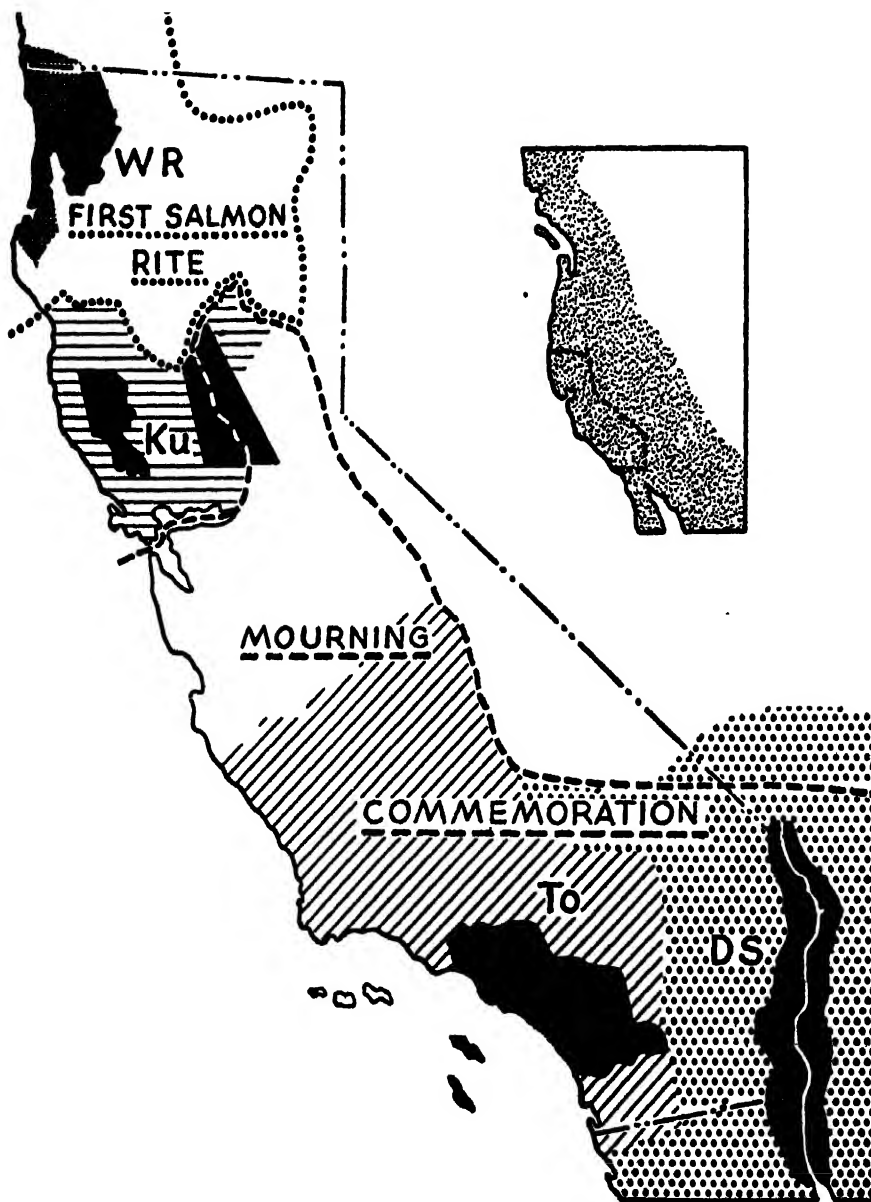 WR
FIRST SALMON
RITE
Ku
MOURNING
COMMEMORATION
To
DS